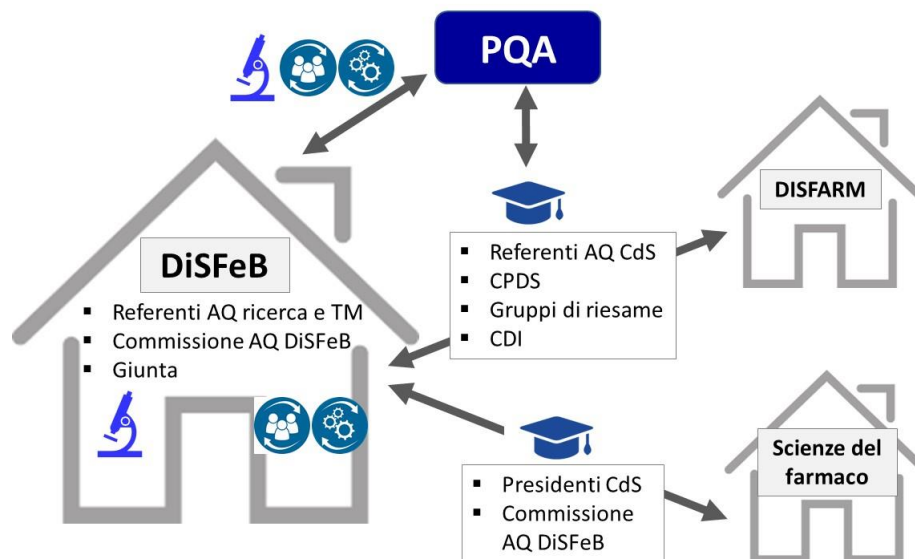 PQA
DISFARM
DiSFeB
▪ Referenti AQ ricerca e TM
▪ Commissione AQ DiSFeB
▪ Giunta
▪ Referenti AQ CdS
▪ CPDS
▪ Gruppi di riesame
▪ CDI
Scienze del
farmaco
▪ Presidenti CdS
▪ Commissione
AQ DiSFeB